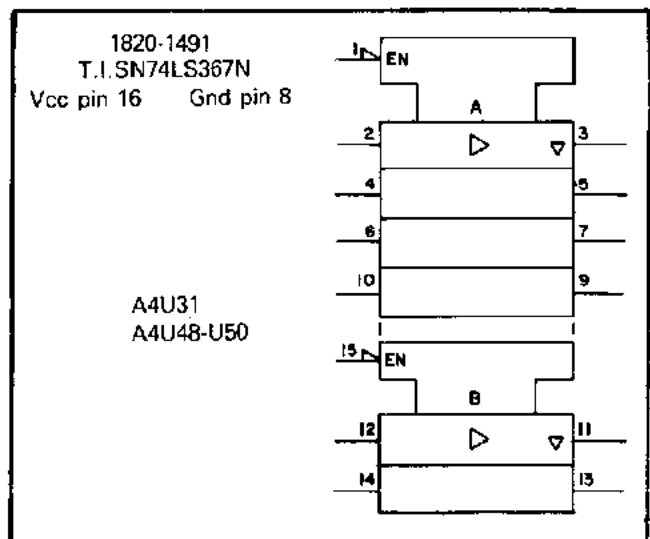 1820-1491
T.I.SN74LS367N
Vcc pin 16 Gnd pin 8
A4U31
A4U48-U50
1 EN
A
2 3
4 5
6 7
10 9
15 EN
B
12 11
14 13